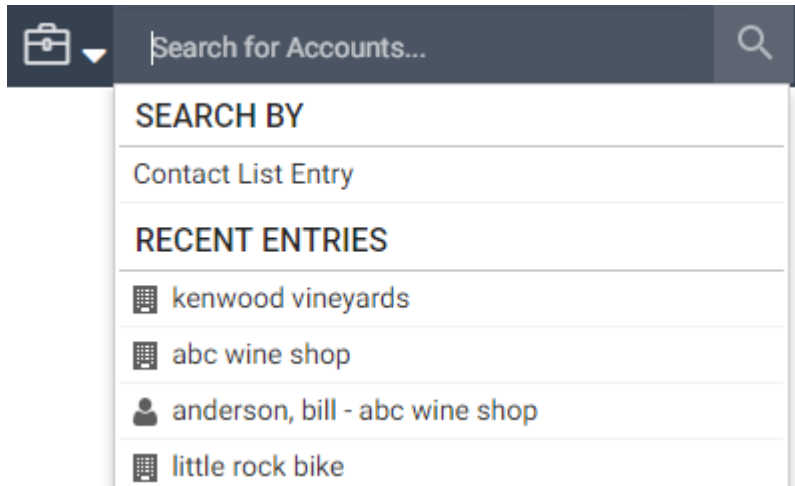 Search for Accounts...
SEARCH BY
Contact List Entry
RECENT ENTRIES
kenwood vineyards
abc wine shop
anderson, bill - abc wine shop
little rock bike